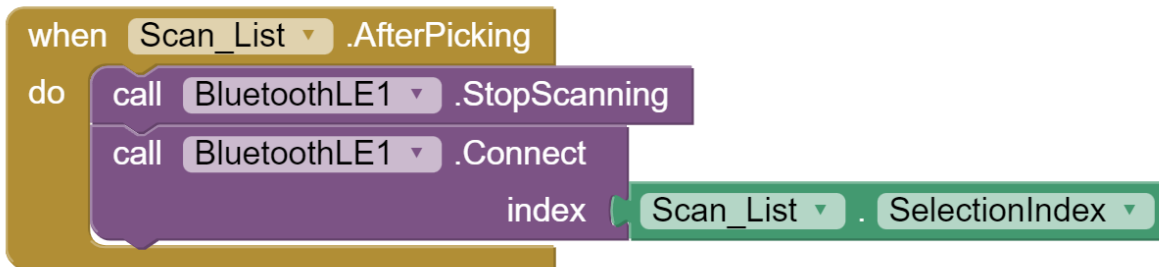 when Scan_List .AfterPicking
do call BluetoothLE1 .StopScanning
call BluetoothLE1 .Connect
index Scan_List . SelectionIndex